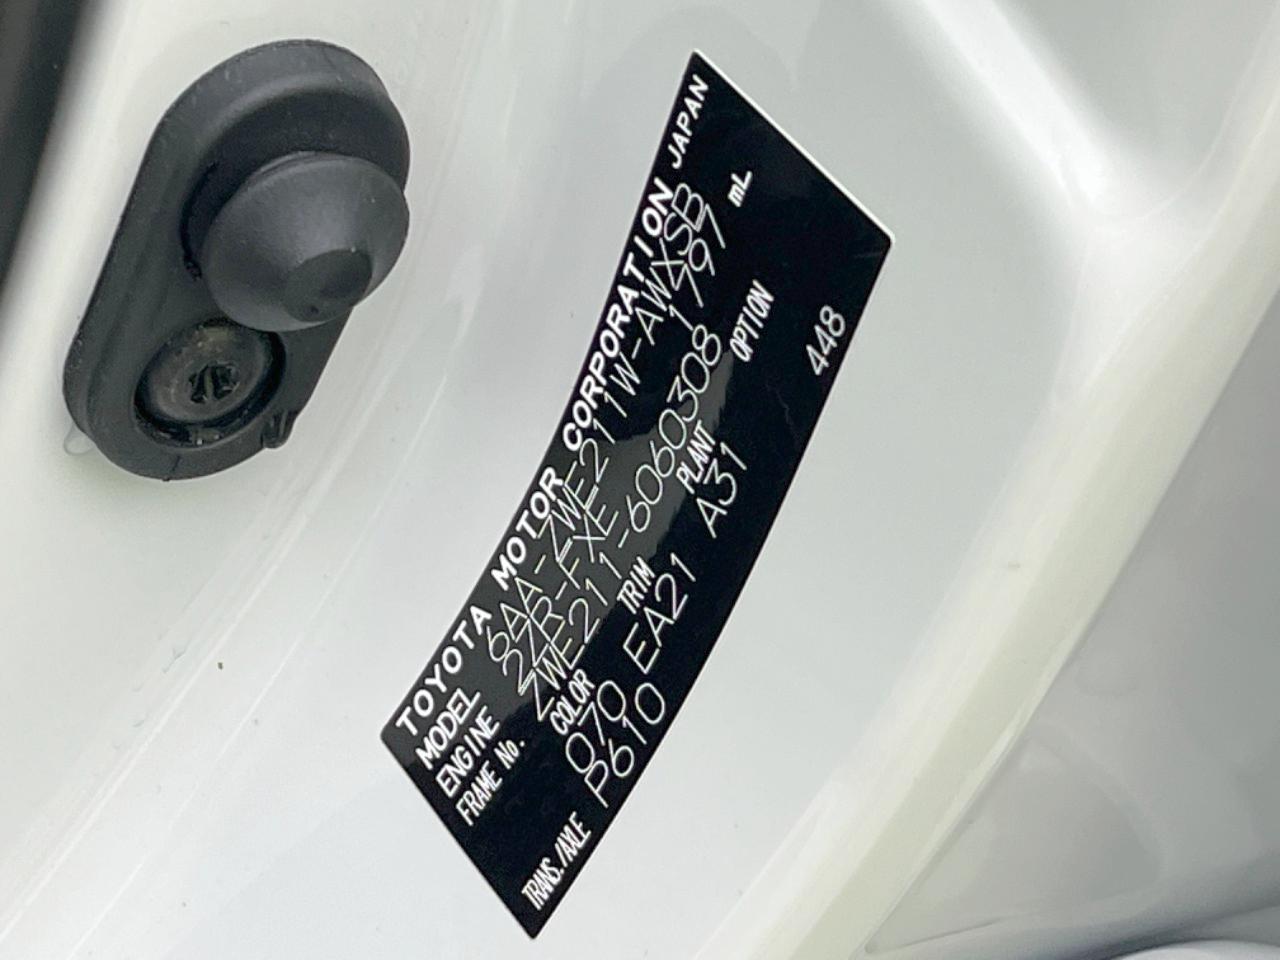 TOYOTA MOTOR CORPORATION JAPAN
MODEL 6AA-ZWE211W-AWXSB
ENGINE 2ZR-FXE 1797 mL
FRAME No. ZWE211-6060308
COLOR TRIM PLANT OPTION
070 EA21 A31
TRANS./AXLE P610 448